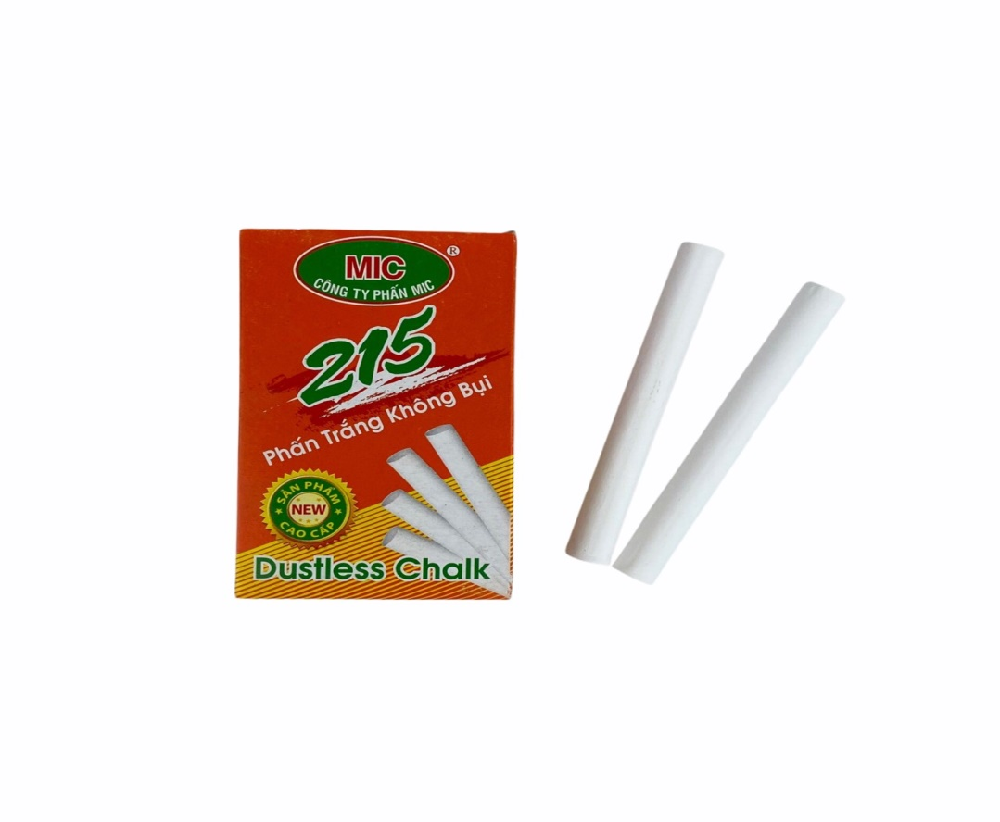 MIC
®
CÔNG TY PHẤN MIC
215
Phấn Trắng Không Bụi
SẢN PHẨM
NEW
CAO CẤP
Dustless Chalk